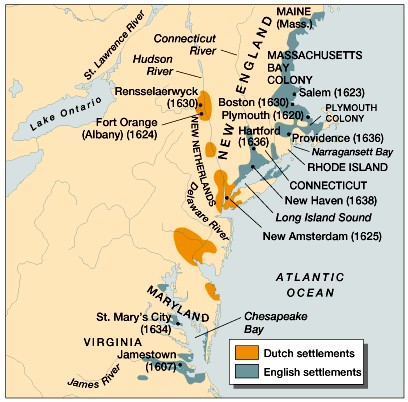 MAINE
(Mass.)
St. Lawrence River
Connecticut
River
Hudson
River
NEW ENGLAND
MASSACHUSETTS
BAY
COLONY
Rensselaerwyck
(1630)
Salem (1623)
Boston (1630)
Lake Ontario
Plymouth (1620)
PLYMOUTH
COLONY
Fort Orange
(Albany) (1624)
Hartford
1636)
Providence (1636)
Narragansett Bay
NEW NETHERLANDS
RHODE ISLAND
CONNECTICUT
New Haven (1638)
Delaware River
Long Island Sound
New Amsterdam (1625)
ATLANTIC
OCEAN
MARYLAND
St. Mary's City
(1634)
Chesapeake
Bay
VIRGINIA
Jamestown
(1607)
James River
Dutch settlements
English settlements